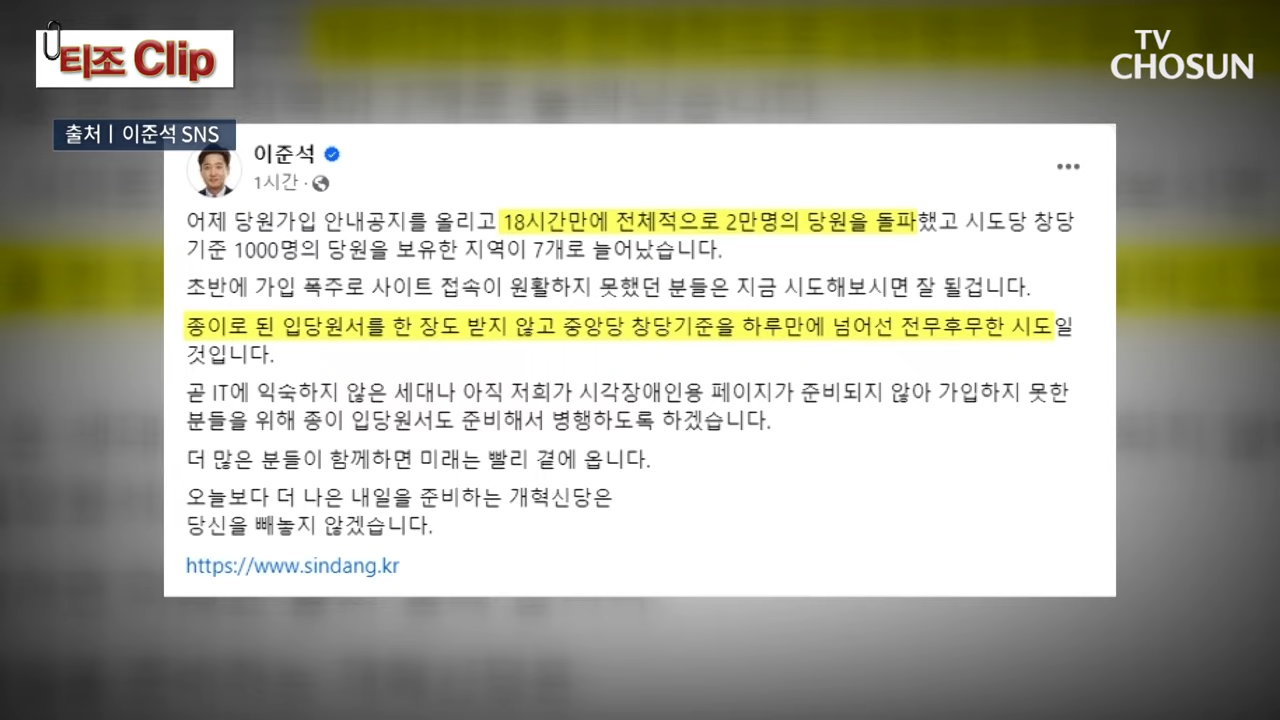 티조 Clip
TV
CHOSUN
출처 | 이준석 SNS
이준석
1시간 ·
어제 당원가입 안내공지를 올리고 18시간만에 전체적으로 2만명의 당원을 돌파했고 시도당 창당
기준 1000명의 당원을 보유한 지역이 7개로 늘어났습니다.
초반에 가입 폭주로 사이트 접속이 원활하지 못했던 분들은 지금 시도해보시면 잘 될겁니다.
종이로 된 입당원서를 한 장도 받지 않고 중앙당 창당기준을 하루만에 넘어선 전무후무한 시도일
것입니다.
곧 IT에 익숙하지 않은 세대나 아직 저희가 시각장애인용 페이지가 준비되지 않아 가입하지 못한
분들을 위해 종이 입당원서도 준비해서 병행하도록 하겠습니다.
더 많은 분들이 함께하면 미래는 빨리 곁에 옵니다.
오늘보다 더 나은 내일을 준비하는 개혁신당은
당신을 빼놓지 않겠습니다.
https://www.sindang.kr